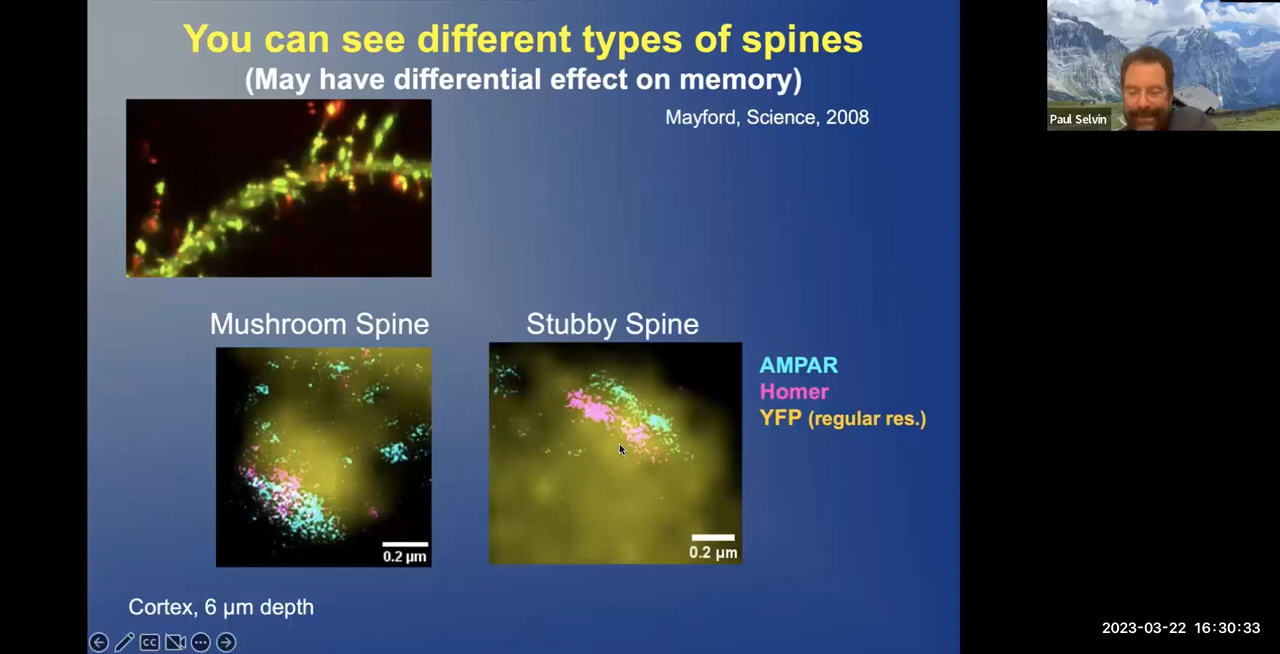 You can see different types of spines
(May have differential effect on memory)
Mayford, Science, 2008
Paul Selvin
Mushroom Spine
Stubby Spine
AMPAR
Homer
YFP (regular res.)
0.2 µm
0.2 µm
Cortex, 6 µm depth
CC
2023-03-22 16:30:33